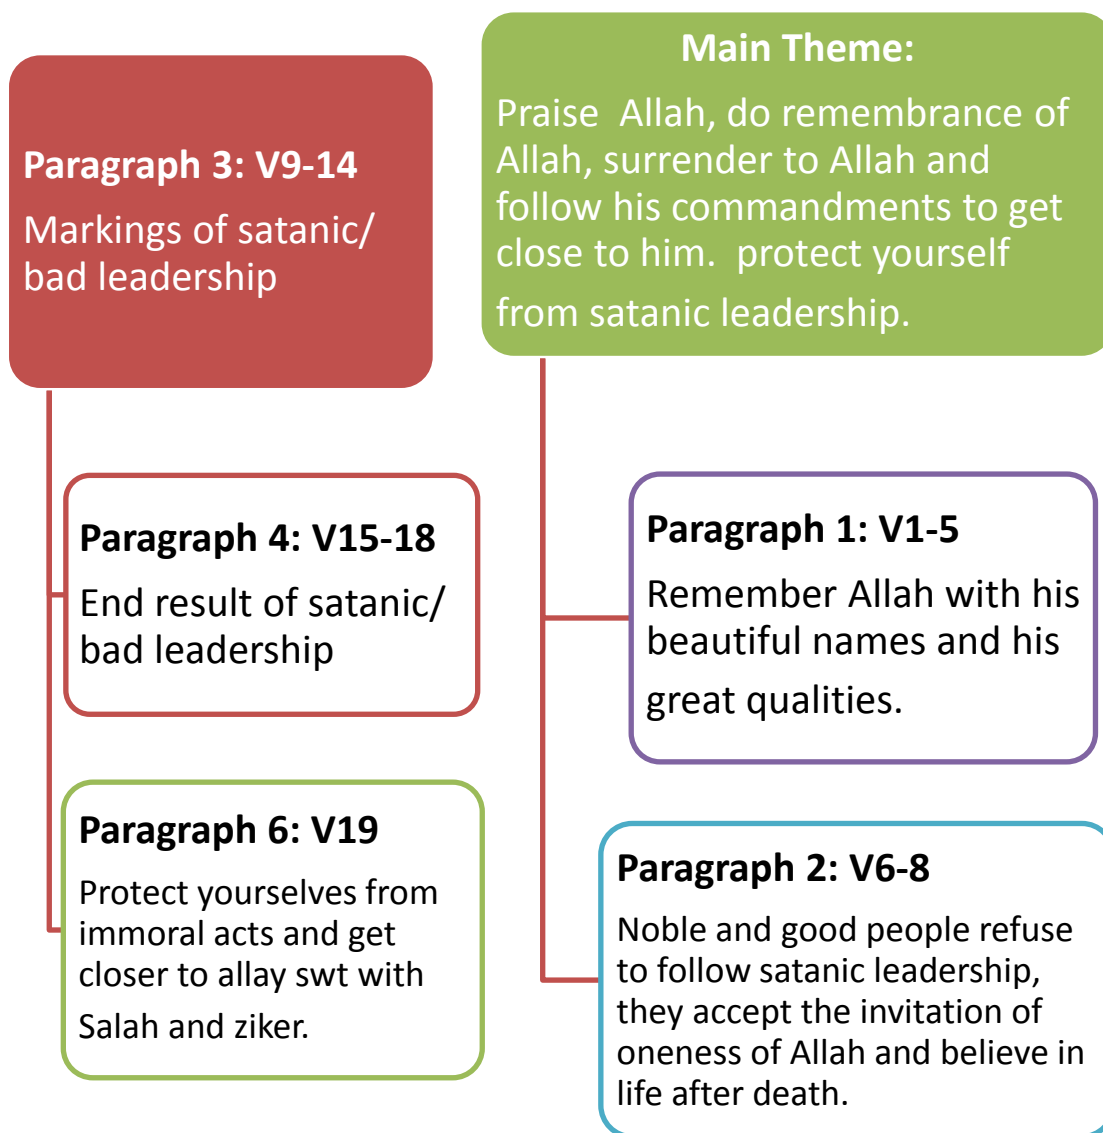 Main Theme:
Praise  Allah, do remembrance of
Allah, surrender to Allah and
follow his commandments to get
close to him.  protect yourself
from satanic leadership.
Paragraph 1: V1-5
Remember Allah with his
beautiful names and his
great qualities.
Paragraph 2: V6-8
Noble and good people refuse
to follow satanic leadership,
they accept the invitation of
oneness of Allah and believe in
life after death.
Paragraph 3: V9-14
Markings of satanic/
bad leadership
Paragraph 4: V15-18
End result of satanic/
bad leadership
Paragraph 6: V19
Protect yourselves from
immoral acts and get
closer to allay swt with
Salah and ziker.